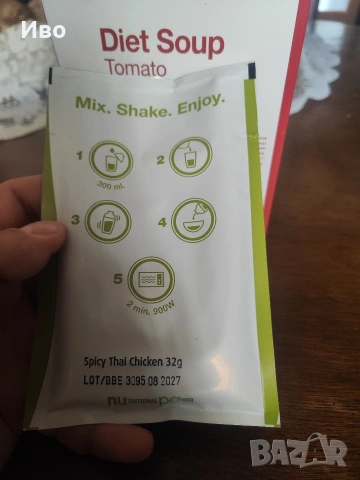 Иво
Diet Soup
Tomato
Mix. Shake. Enjoy.
1
2
300 ml.
3
4
5
2 min. 900W
Spicy Thai Chicken 32g
LOT/BBE 3095 08 2027
BAZAR